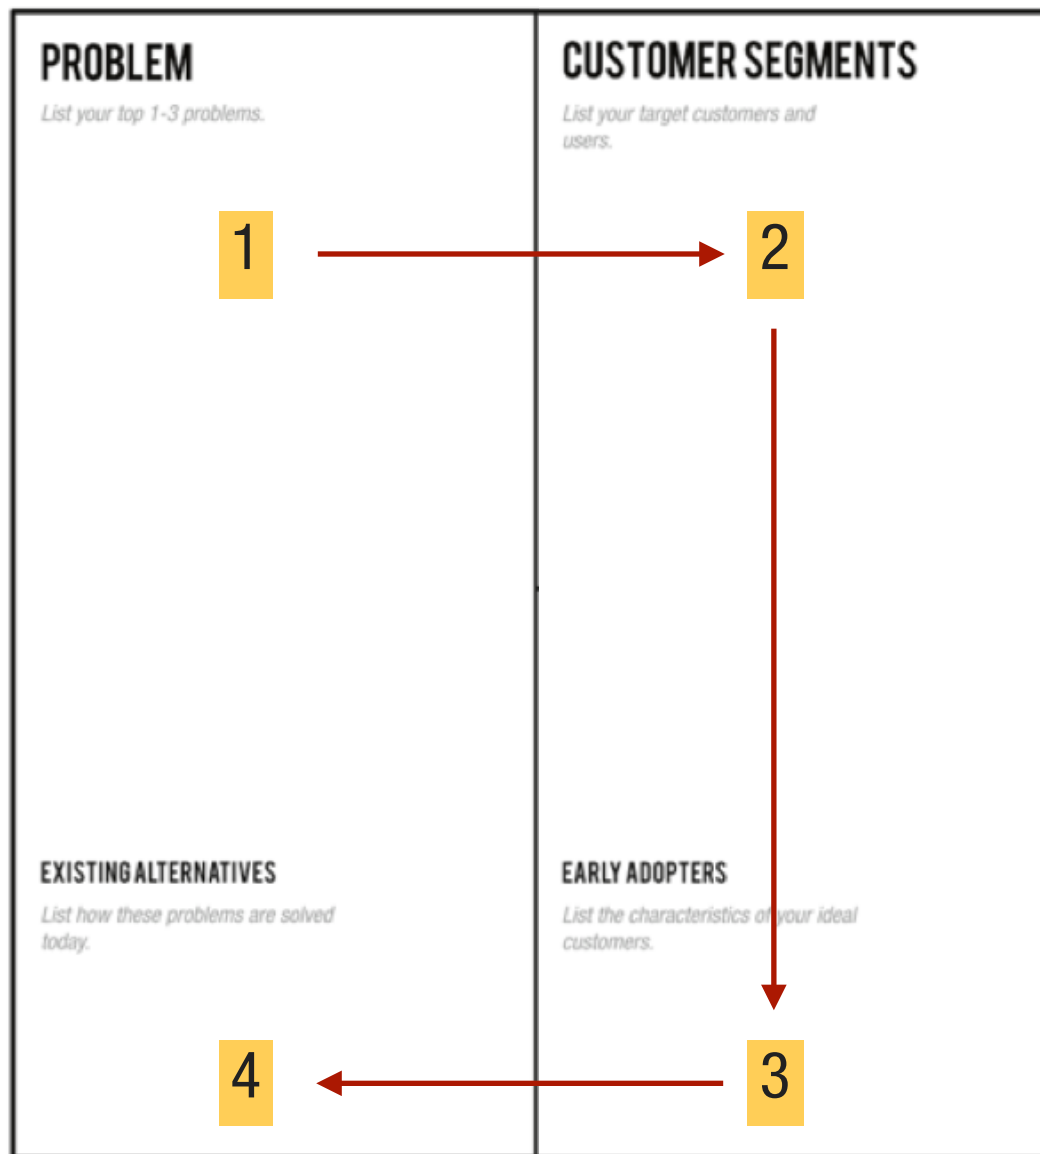 PROBLEM
List your top 1-3 problems.
1
CUSTOMER SEGMENTS
List your target customers and
users.
2
EXISTING ALTERNATIVES
List how these problems are solved
today.
4
EARLY ADOPTERS
List the characteristics of your ideal
customers.
3